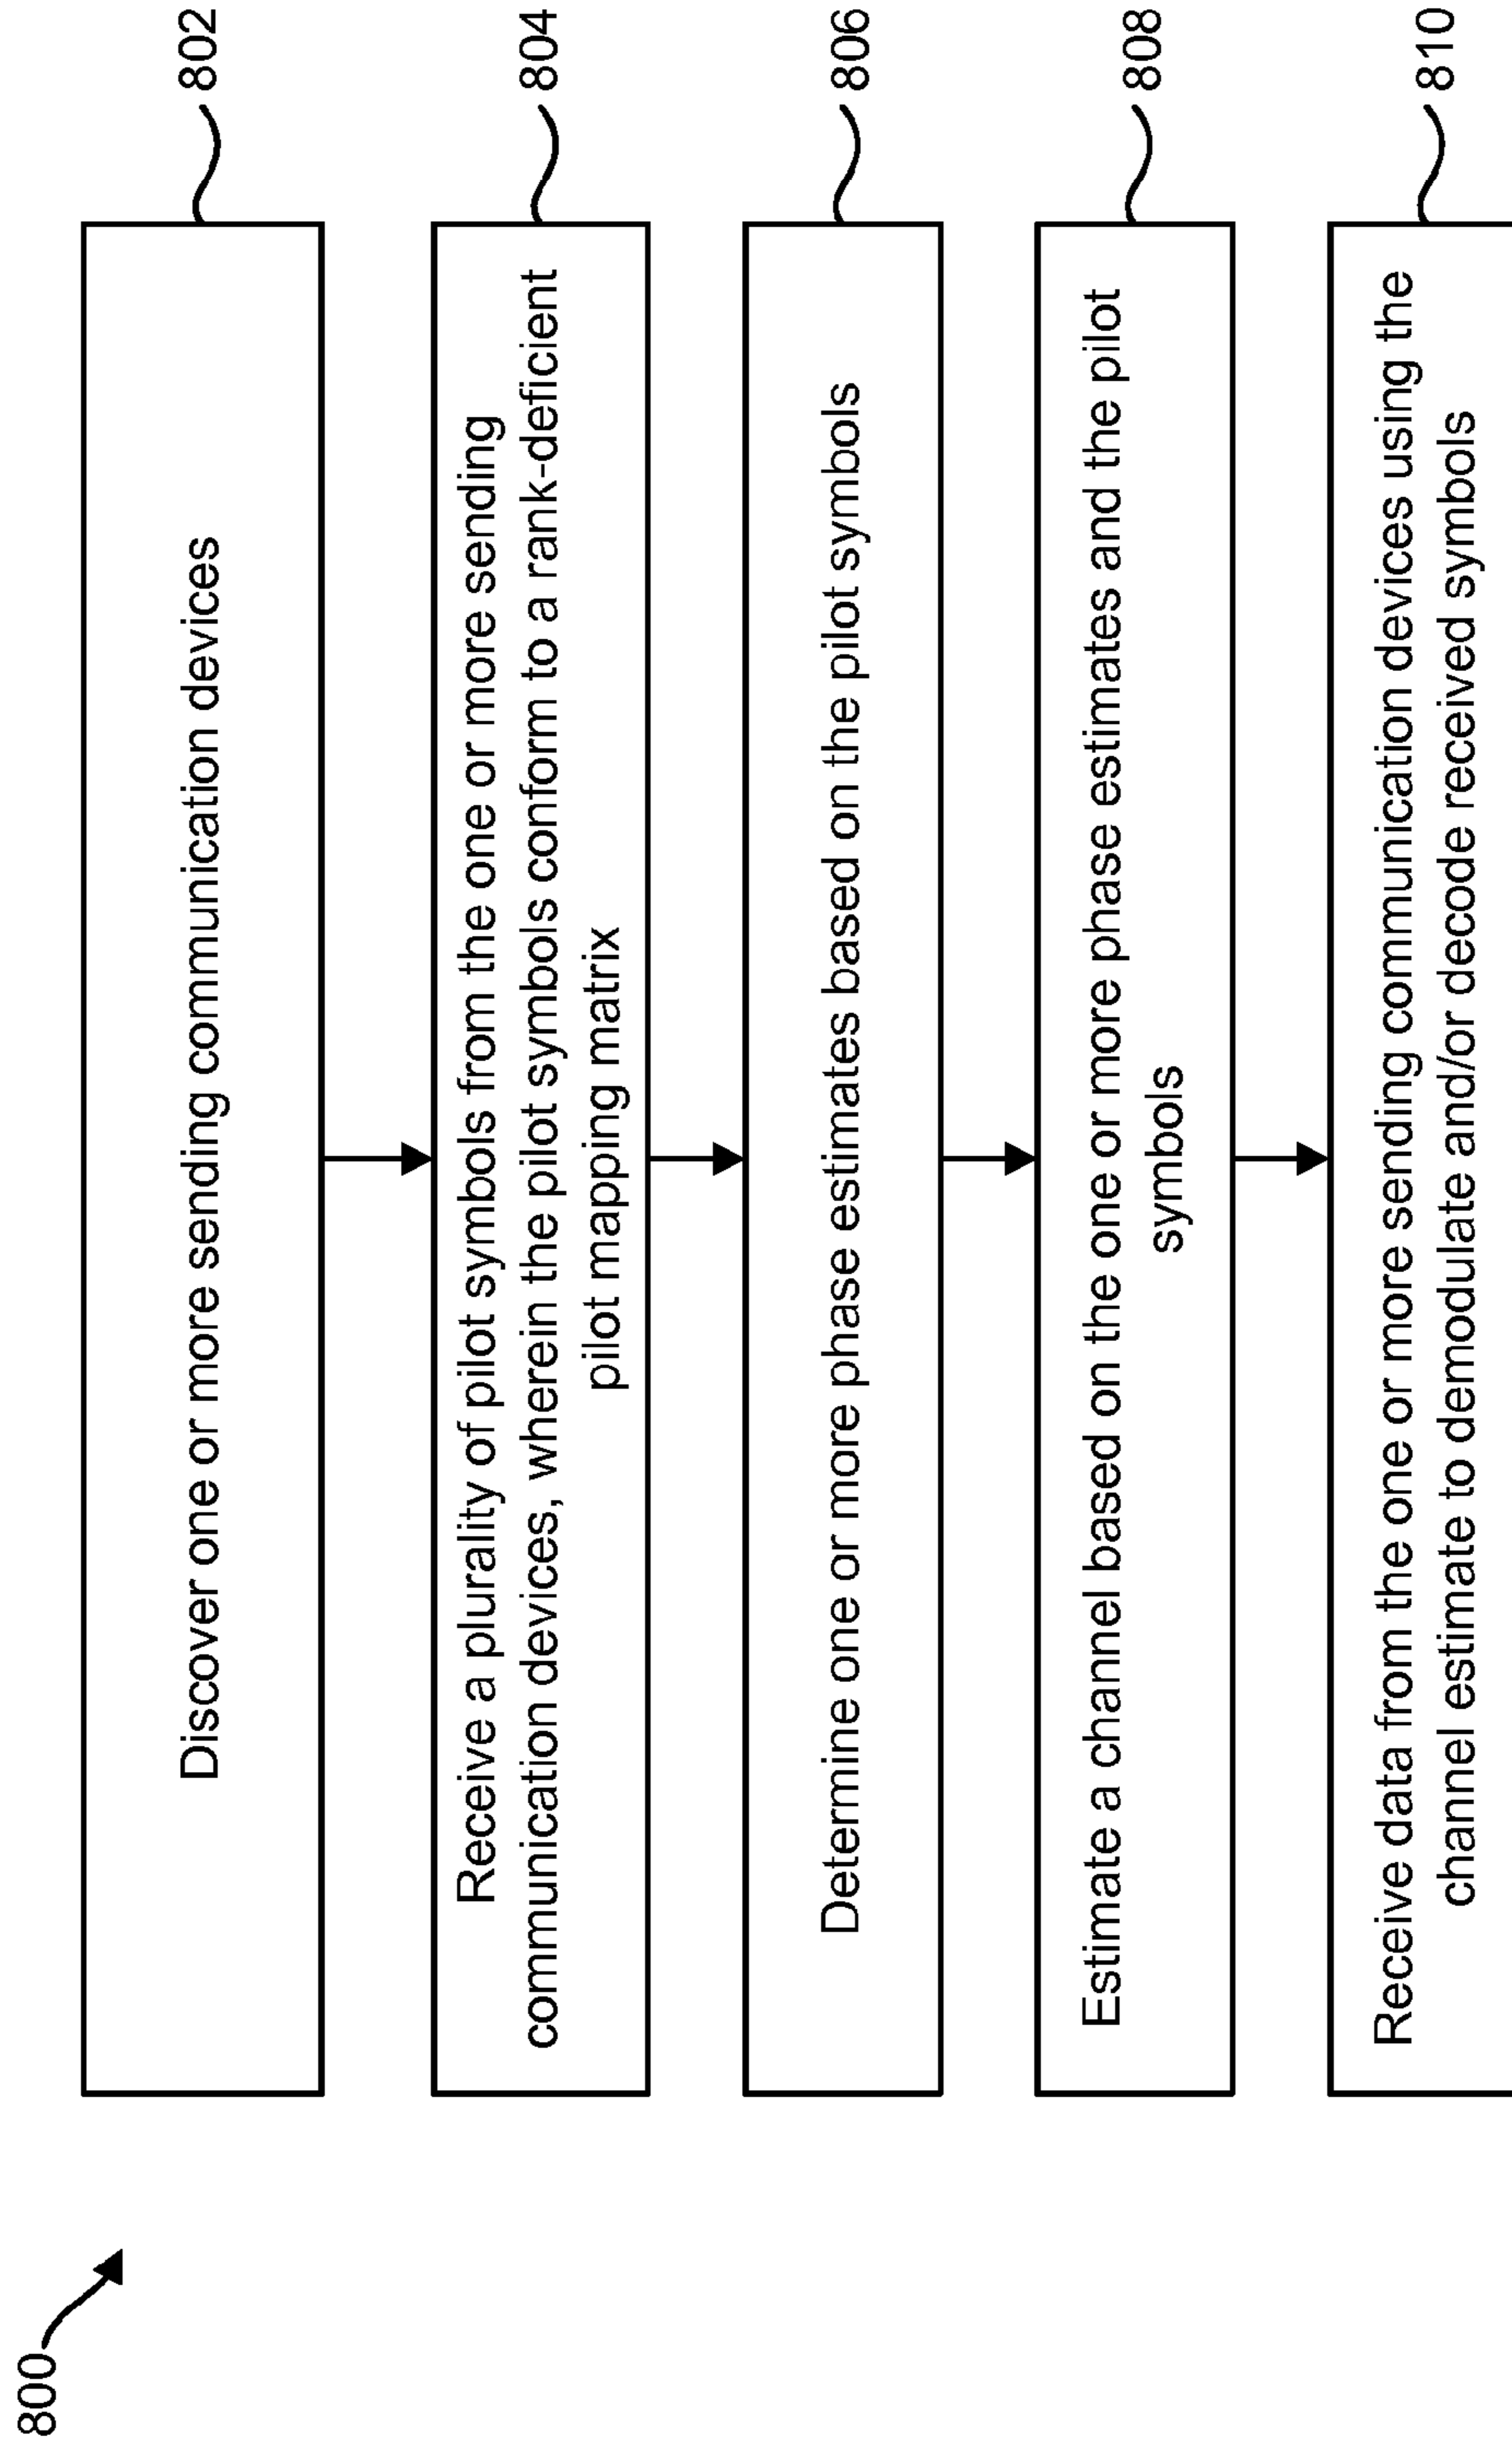 800
Discover one or more sending communication devices
802
Receive a plurality of pilot symbols from the one or more sending
communication devices, wherein the pilot symbols conform to a rank-deficient
pilot mapping matrix
804
Determine one or more phase estimates based on the pilot symbols
806
Estimate a channel based on the one or more phase estimates and the pilot
symbols
808
Receive data from the one or more sending communication devices using the
channel estimate to demodulate and/or decode received symbols
810